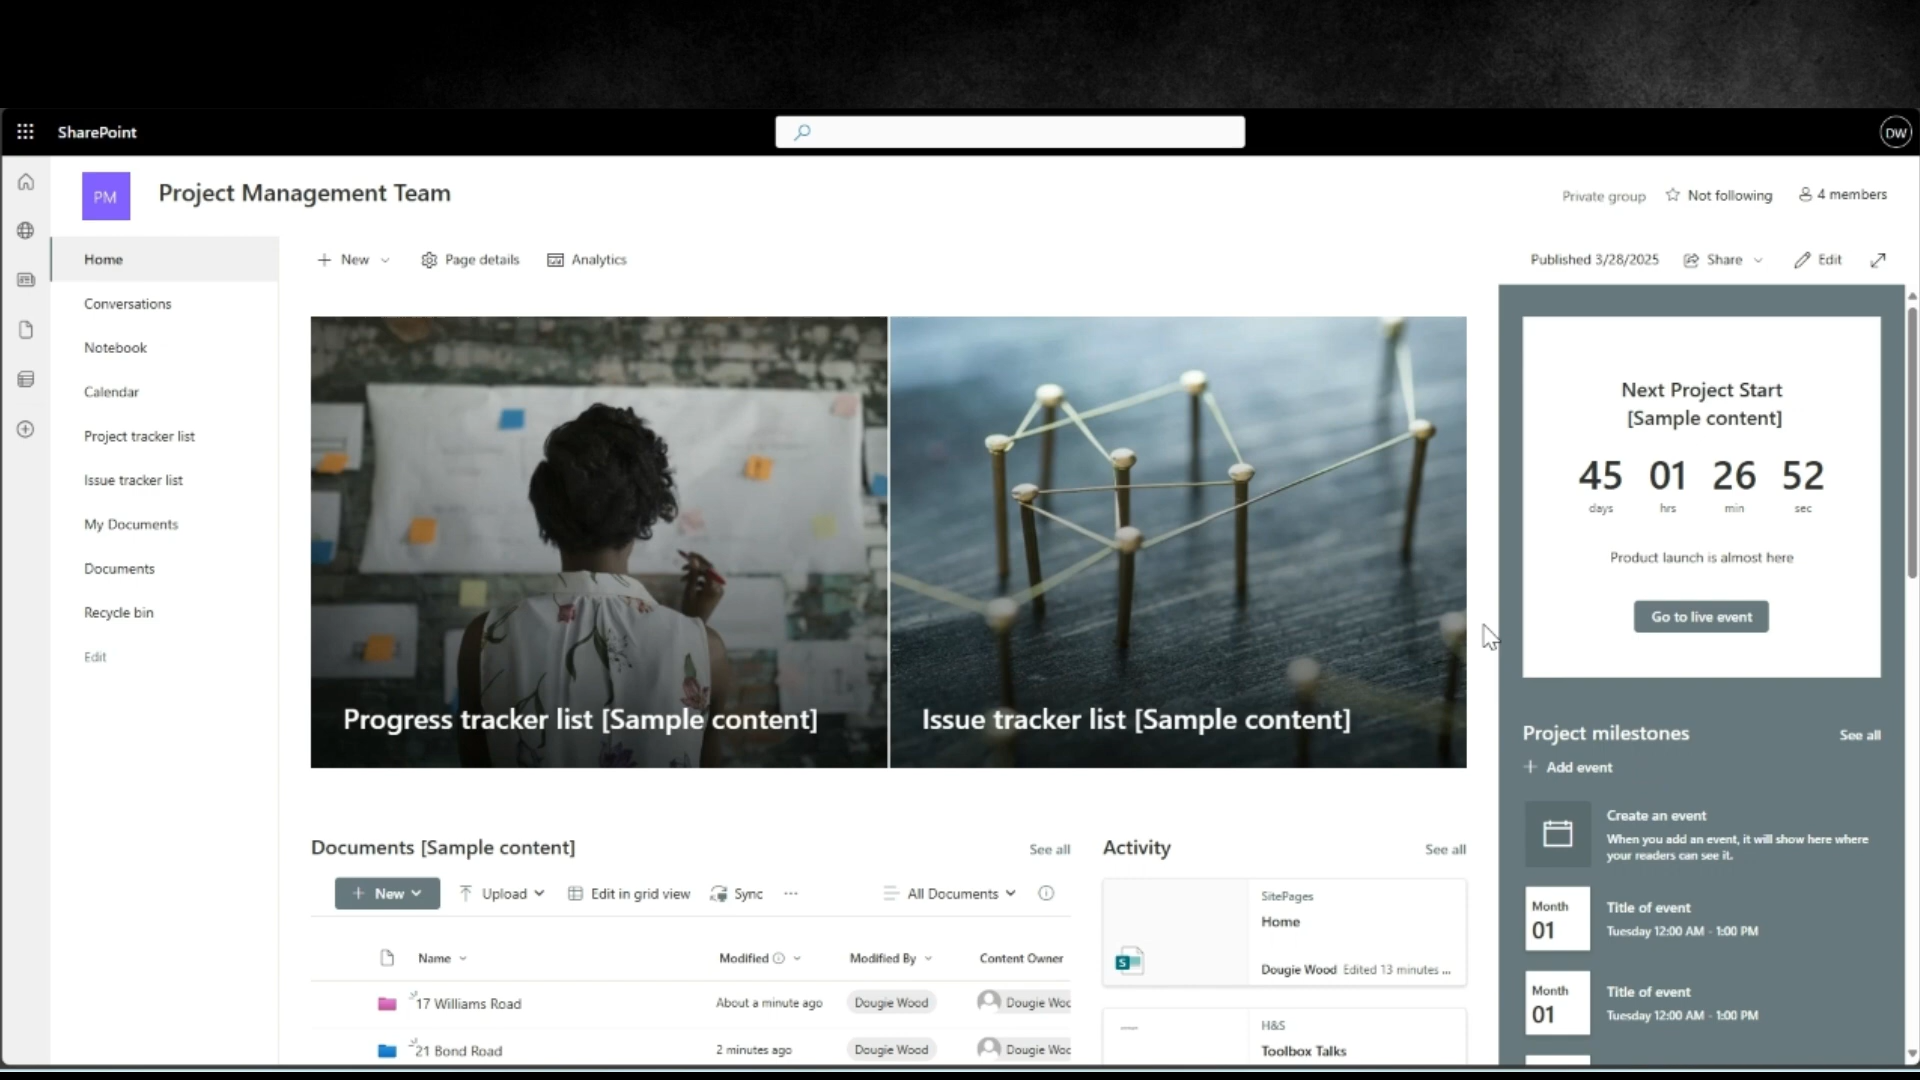 SharePoint
DW
PM
Project Management Team
Private group
Not following
4 members
Home
Conversations
Notebook
Calendar
Project tracker list
Issue tracker list
My Documents
Documents
Recycle bin
Edit
New
Page details
Analytics
Published 3/28/2025
Share
Edit
Progress tracker list [Sample content]
Issue tracker list [Sample content]
Next Project Start
[Sample content]
45 01 26 52
days hrs min sec
Product launch is almost here
Go to live event
Project milestones
See all
Add event
Create an event
When you add an event, it will show here where
your readers can see it.
Month
01
Title of event
Tuesday 12:00 AM - 1:00 PM
Month
01
Title of event
Tuesday 12:00 AM - 1:00 PM
Documents [Sample content]
See all
New
Upload
Edit in grid view
Sync
...
All Documents
Name
Modified
Modified By
Content Owner
17 Williams Road
About a minute ago
Dougie Wood
Dougie Woo
21 Bond Road
2 minutes ago
Dougie Wood
Dougie Woo
Activity
See all
SitePages
Home
Dougie Wood Edited 13 minutes ...
H&S
Toolbox Talks